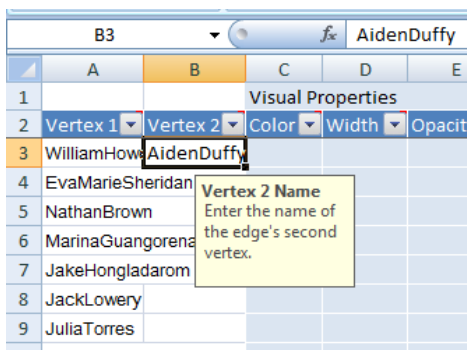 B3 fx AidenDuffy
A B C D E
1 Visual Properties
2 Vertex 1 Vertex 2 Color Width Opacit
3 WilliamHowe AidenDuffy
4 EvaMarieSheridan
5 NathanBrown
6 MarinaGuangorena
7 JakeHongladarom
8 JackLowery
9 JuliaTorres
Vertex 2 Name
Enter the name of
the edge's second
vertex.